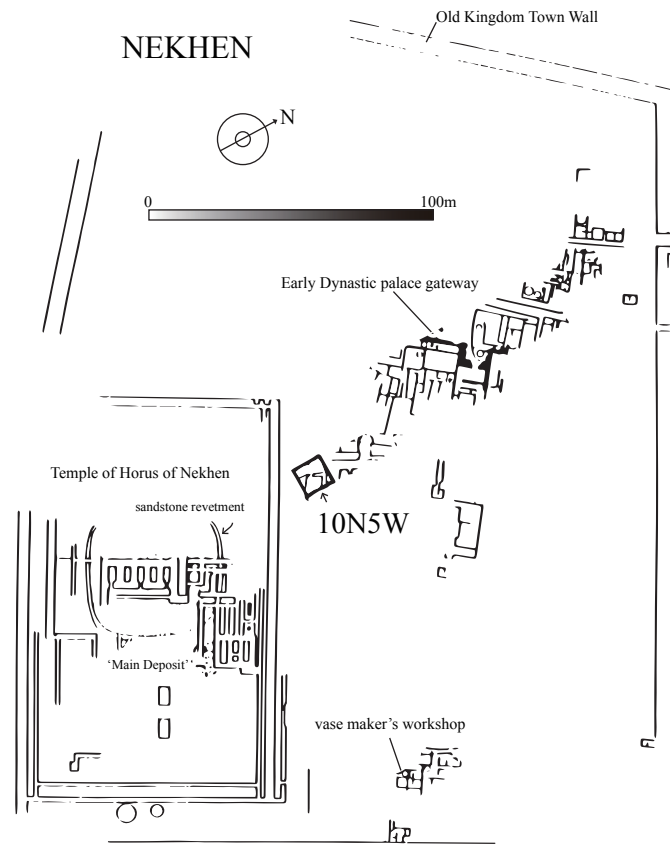 Old Kingdom Town Wall
NEKHEN
N
0 100m
Early Dynastic palace gateway
Temple of Horus of Nekhen
sandstone revetment
10N5W
'Main Deposit'
vase maker's workshop